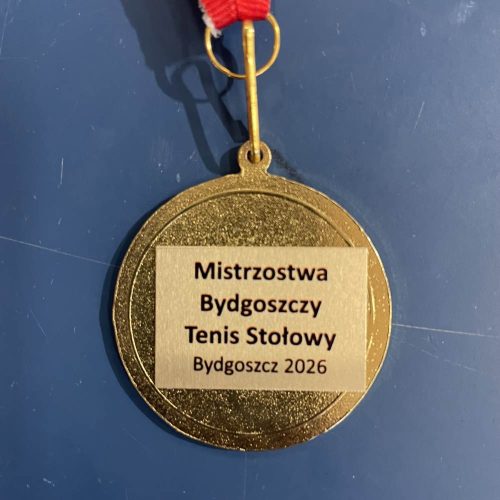 Mistrzostwa
Bydgoszczy
Tenis Stołowy
Bydgoszcz 2026